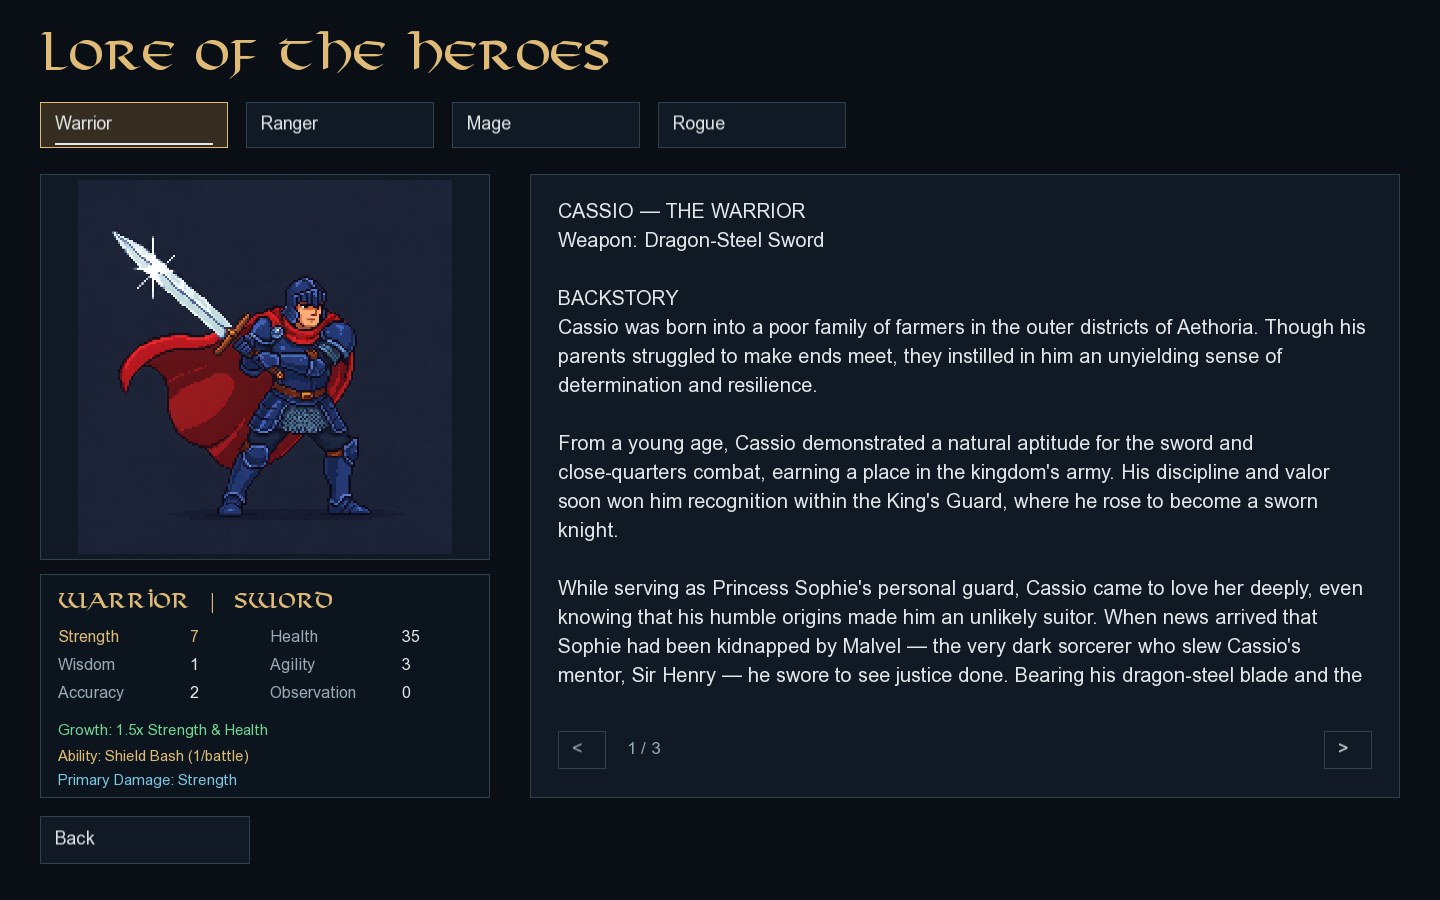 Lore of the heroes
Warrior
Ranger
Mage
Rogue
CASSIO — THE WARRIOR
Weapon: Dragon-Steel Sword
BACKSTORY
Cassio was born into a poor family of farmers in the outer districts of Aethoria. Though his
parents struggled to make ends meet, they instilled in him an unyielding sense of
determination and resilience.
From a young age, Cassio demonstrated a natural aptitude for the sword and
close-quarters combat, earning a place in the kingdom's army. His discipline and valor
soon won him recognition within the King's Guard, where he rose to become a sworn
knight.
While serving as Princess Sophie's personal guard, Cassio came to love her deeply, even
knowing that his humble origins made him an unlikely suitor. When news arrived that
Sophie had been kidnapped by Malvel — the very dark sorcerer who slew Cassio's
mentor, Sir Henry — he swore to see justice done. Bearing his dragon-steel blade and the
< 1 / 3 >
Warrior | Sword
Strength 7 Health 35
Wisdom 1 Agility 3
Accuracy 2 Observation 0
Growth: 1.5x Strength & Health
Ability: Shield Bash (1/battle)
Primary Damage: Strength
Back